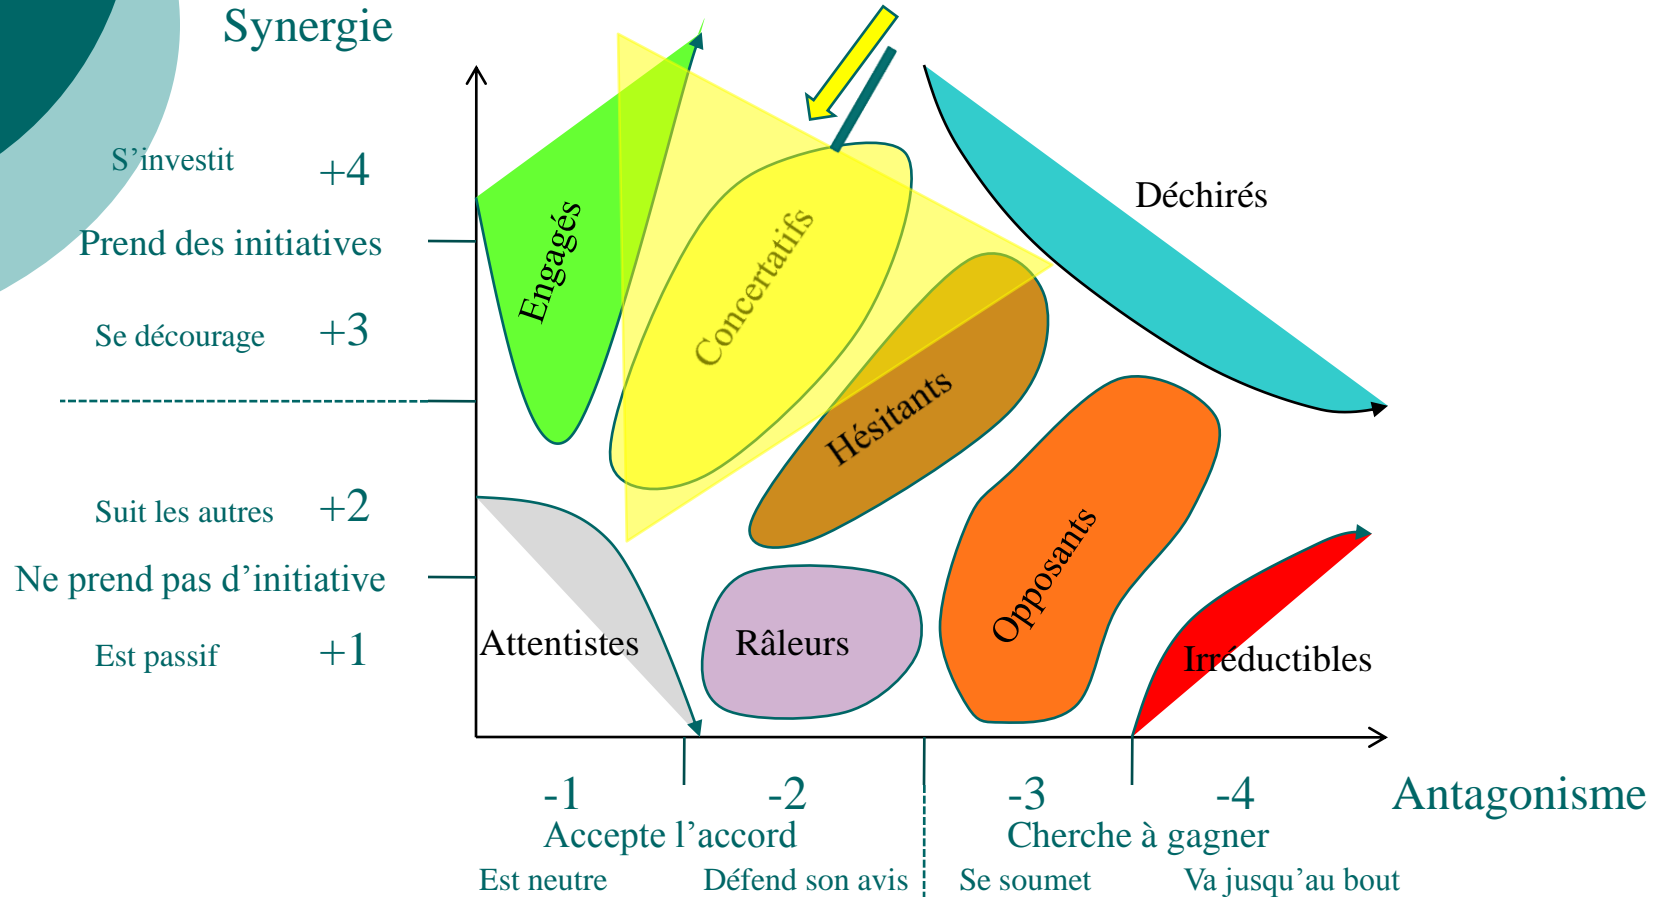 Synergie
S’investit +4
Prend des initiatives
Se décourage +3
Suit les autres +2
Ne prend pas d’initiative
Est passif +1
Engagés
Concertatifs
Hésitants
Déchirés
Opposants
Attentistes
Râleurs
Irréductibles
-1 -2 -3 -4
Antagonisme
Accepte l’accord Cherche à gagner
Est neutre Défend son avis Se soumet Va jusqu’au bout